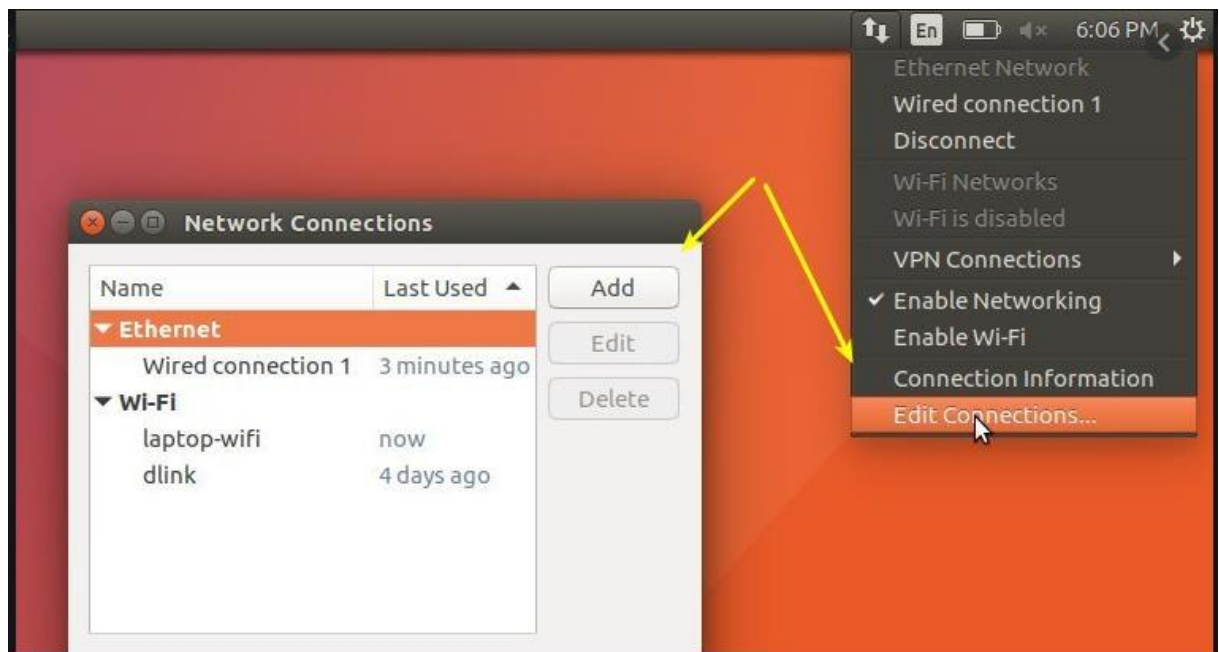 En 6:06 PM
Ethernet Network
Wired connection 1
Disconnect
Wi-Fi Networks
Wi-Fi is disabled
VPN Connections
Enable Networking
Enable Wi-Fi
Connection Information
Edit Connections...
Network Connections
Name Last Used Add
Ethernet Edit
Wired connection 1 3 minutes ago
Wi-Fi Delete
laptop-wifi now
dlink 4 days ago